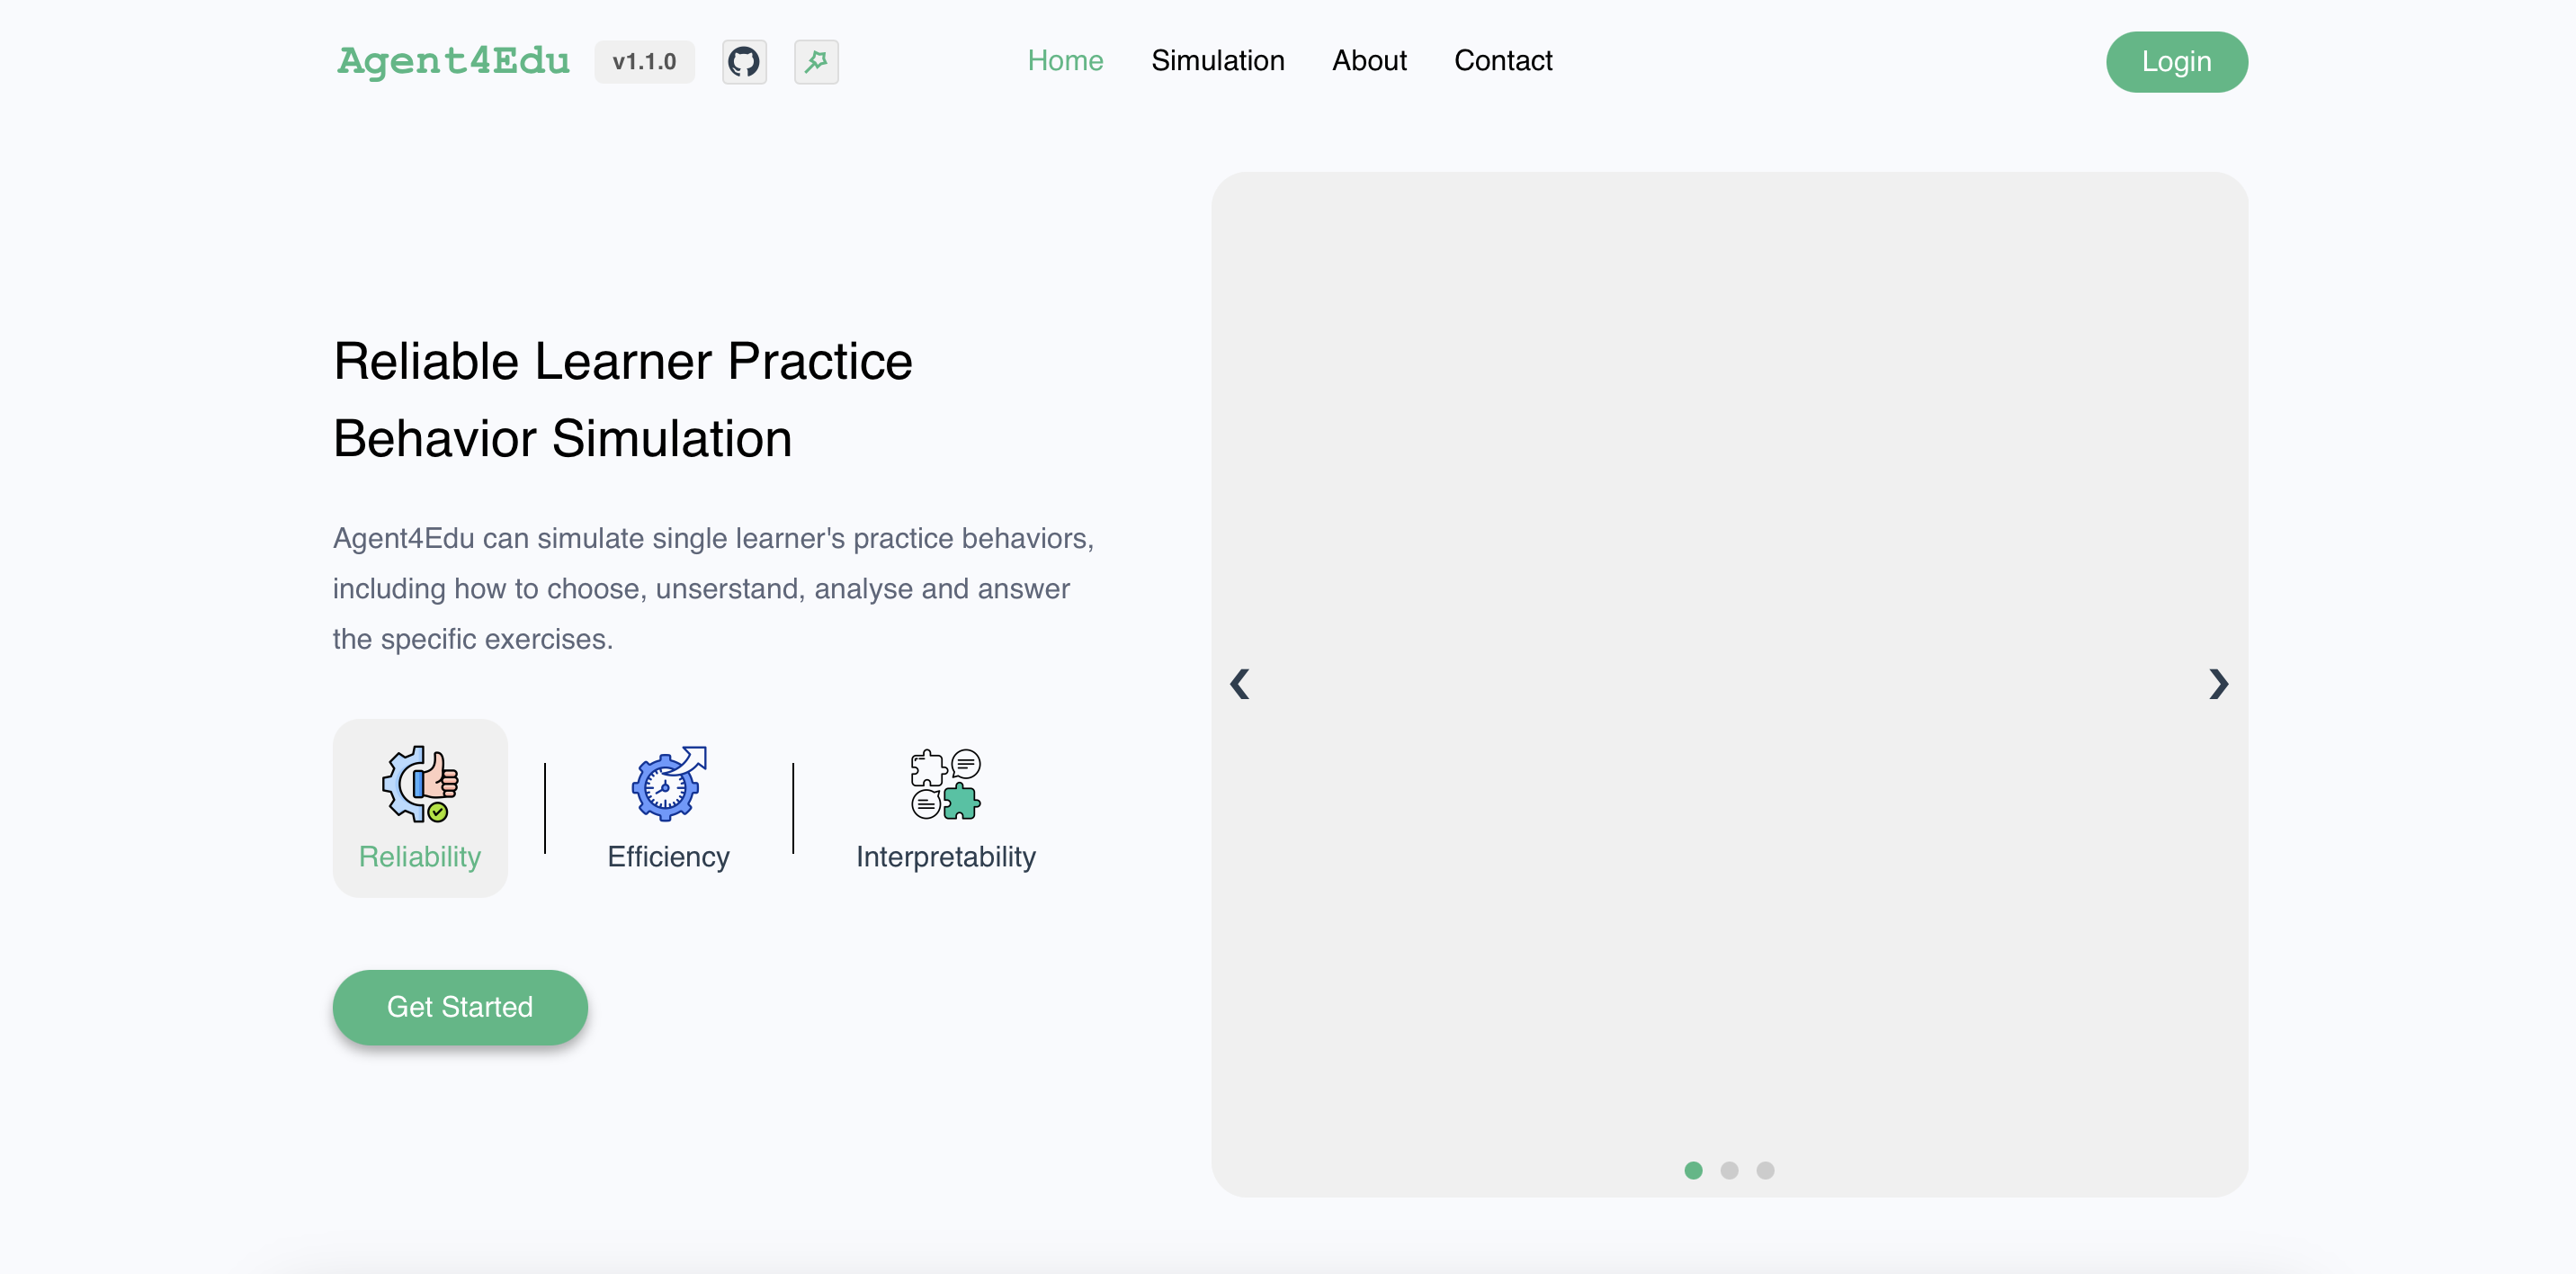 Agent4Edu v1.1.0 Home Simulation About Contact Login
Reliable Learner Practice
Behavior Simulation
Agent4Edu can simulate single learner's practice behaviors,
including how to choose, unserstand, analyse and answer
the specific exercises.
Reliability Efficiency Interpretability
Get Started